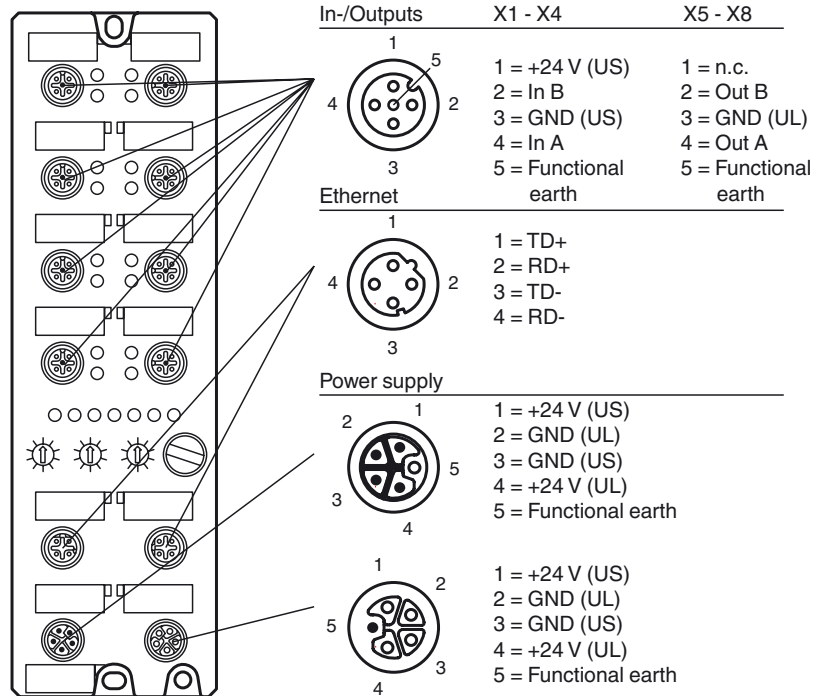 In-/Outputs X1 - X4 X5 - X8
1
5
4
2
3
1 = +24 V (US) 1 = n.c.
2 = In B 2 = Out B
3 = GND (US) 3 = GND (UL)
4 = In A 4 = Out A
5 = Functional 5 = Functional
earth earth
Ethernet
1
4
2
3
1 = TD+
2 = RD+
3 = TD-
4 = RD-
Power supply
1
2
5
3
4
1 = +24 V (US)
2 = GND (UL)
3 = GND (US)
4 = +24 V (UL)
5 = Functional earth
1
2
5
3
4
1 = +24 V (US)
2 = GND (UL)
3 = GND (US)
4 = +24 V (UL)
5 = Functional earth